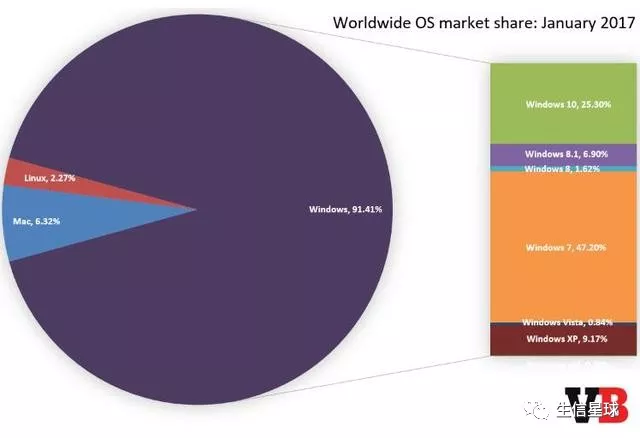 Worldwide OS market share: January 2017
Linux, 2.27%
Mac, 6.32%
Windows, 91.41%
Windows 10, 25.30%
Windows 8.1, 6.90%
Windows 8, 1.62%
Windows 7, 47.20%
Windows Vista, 0.84%
Windows XP, 9.17%
VB
生信星球